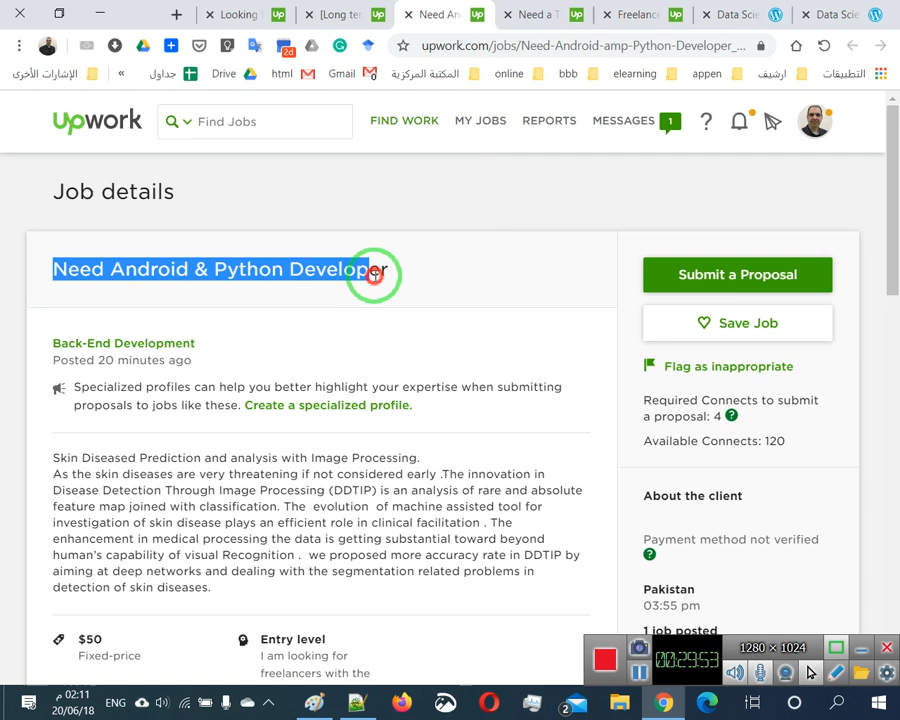 Looking
[Long ter
Need An
Need a T
Freelanc
Data Scie
Data Scie
upwork.com/jobs/Need-Android-amp-Python-Developer_...
الإشارات الأخرى
«
جداول
Drive
html
Gmail
المكتبة المركزية
online
bbb
elearning
appen
ارشيف
التطبيقات
upwork
Find Jobs
FIND WORK
MY JOBS
REPORTS
MESSAGES
1
?
Job details
Need Android & Python Developer
Submit a Proposal
Save Job
Flag as inappropriate
Required Connects to submit
a proposal: 4
Available Connects: 120
Back-End Development
Posted 20 minutes ago
Specialized profiles can help you better highlight your expertise when submitting
proposals to jobs like these. Create a specialized profile.
Skin Diseased Prediction and analysis with Image Processing.
As the skin diseases are very threatening if not considered early .The innovation in
Disease Detection Through Image Processing (DDTIP) is an analysis of rare and absolute
feature map joined with classification. The evolution of machine assisted tool for
investigation of skin disease plays an efficient role in clinical facilitation . The
enhancement in medical processing the data is getting substantial toward beyond
human's capability of visual Recognition . we proposed more accuracy rate in DDTIP by
aiming at deep networks and dealing with the segmentation related problems in
detection of skin diseases.
About the client
Payment method not verified
Pakistan
03:55 pm
1 job posted
$50
Fixed-price
Entry level
I am looking for
freelancers with the
1280 × 1024
00:29:53
02:11 م
20/06/18
ENG
2